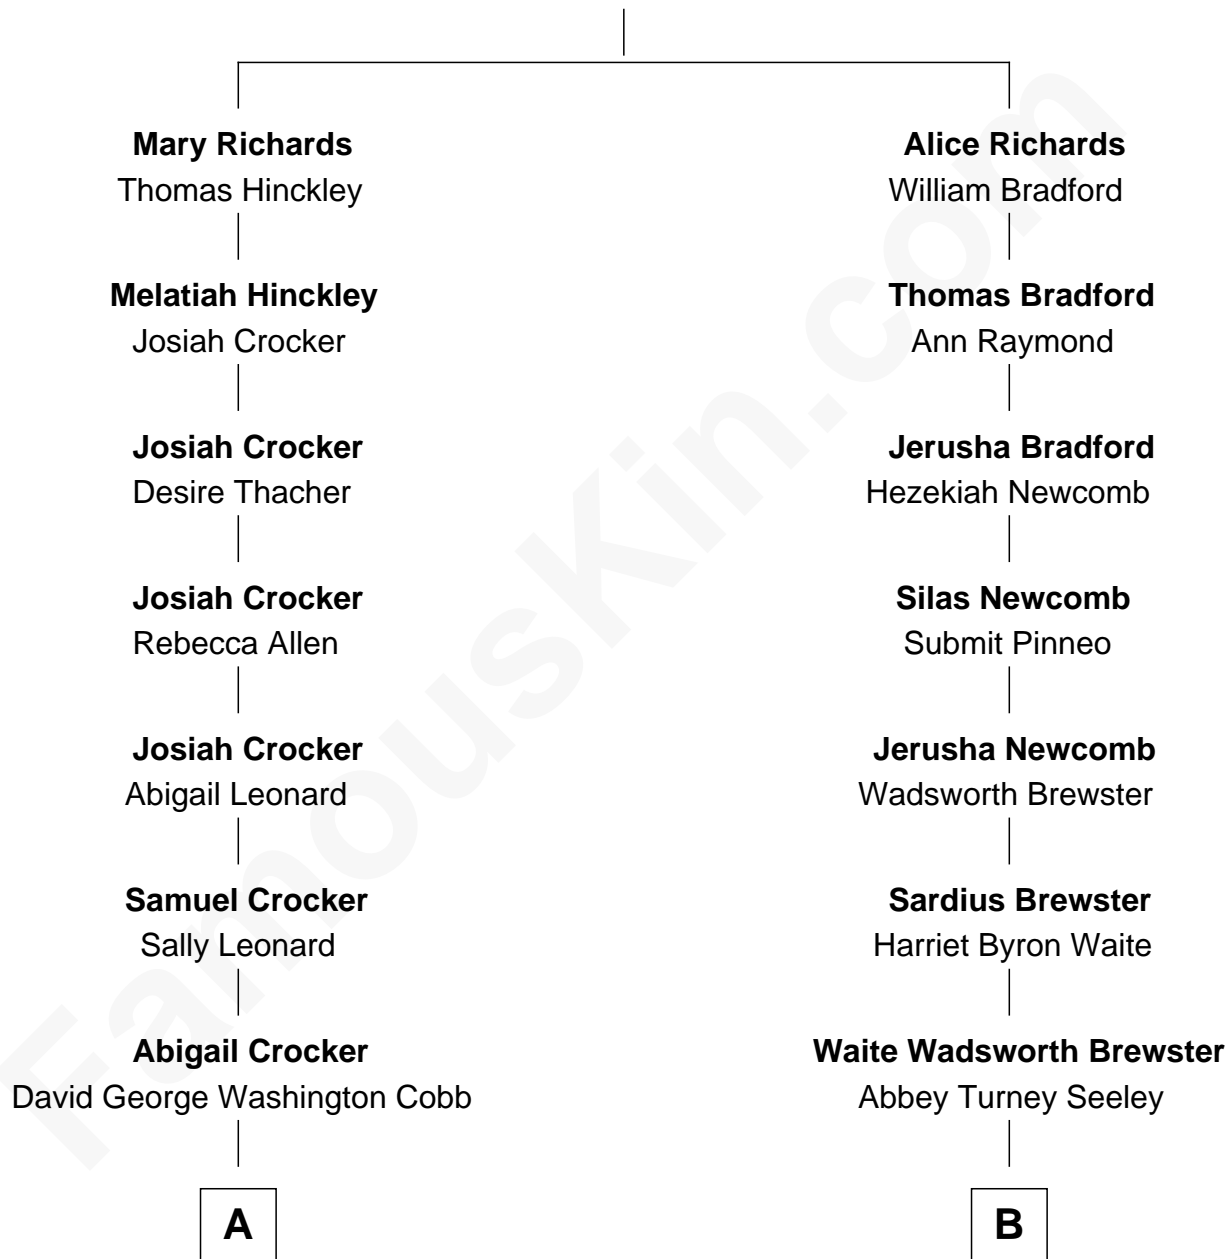 Mary Richards
Thomas Hinckley
Alice Richards
William Bradford
Melatiah Hinckley
Josiah Crocker
Thomas Bradford
Ann Raymond
Josiah Crocker
Desire Thacher
Jerusha Bradford
Hezekiah Newcomb
Josiah Crocker
Rebecca Allen
Silas Newcomb
Submit Pinneo
Josiah Crocker
Abigail Leonard
Jerusha Newcomb
Wadsworth Brewster
Samuel Crocker
Sally Leonard
Sardius Brewster
Harriet Byron Waite
Abigail Crocker
David George Washington Cobb
Waite Wadsworth Brewster
Abbey Turney Seeley
A
B
FamousKin.com